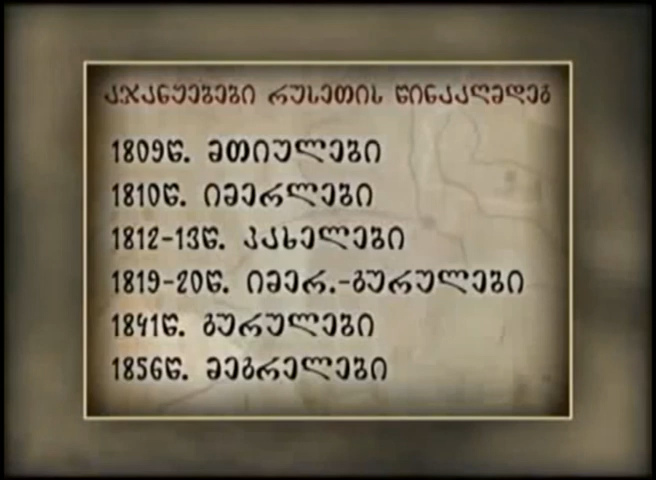 აჯანყებები რუსეთის წინააღმდეგ
1809წ. მთიულები
1810წ. იმერლები
1812-13წ. კახელები
1819-20წ. იმერ.-გურულები
1841წ. გურულები
1856წ. მეგრელები